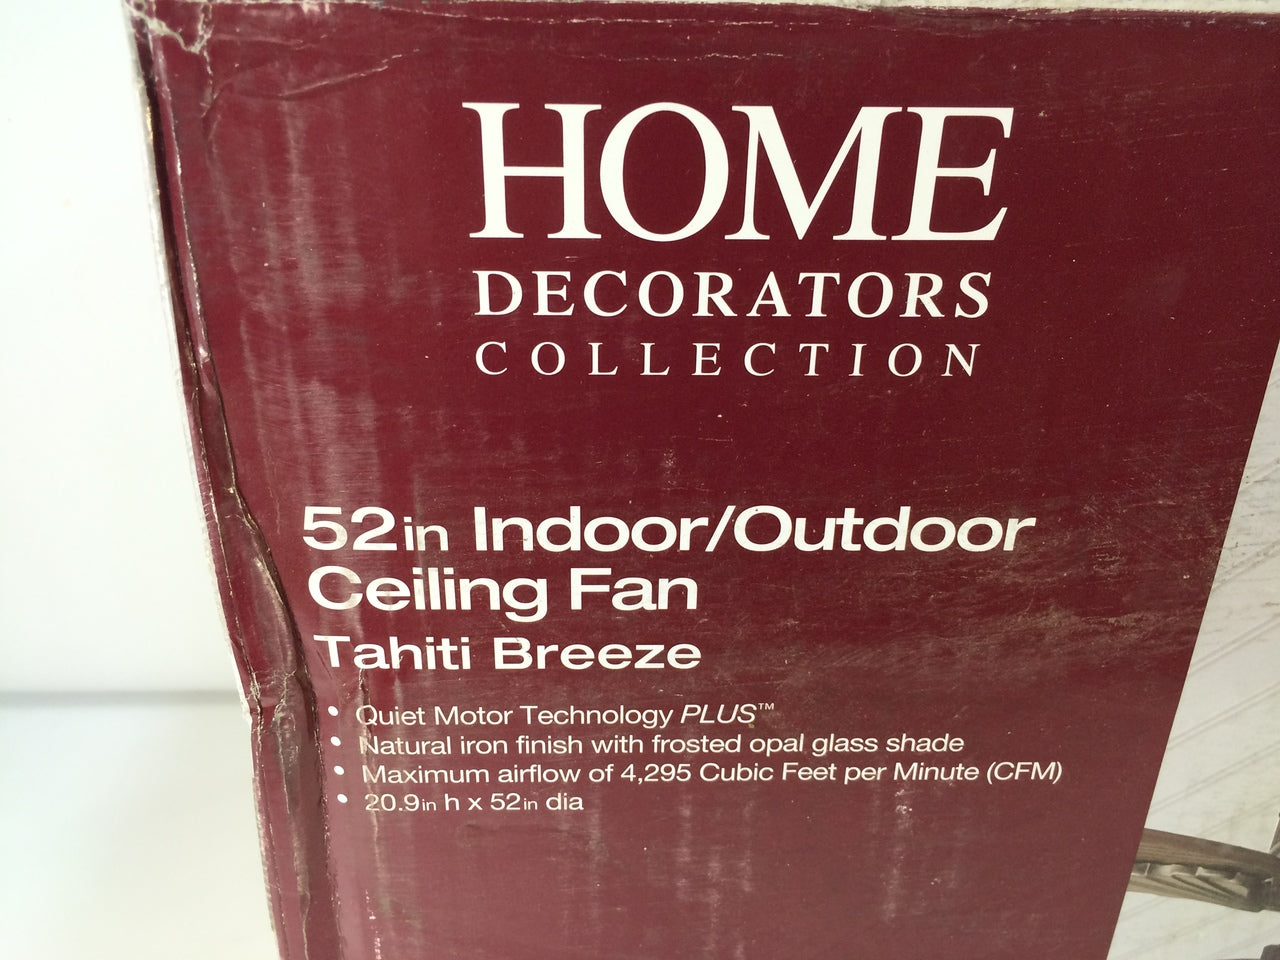 HOME
DECORATORS
COLLECTION
52in Indoor/Outdoor
Ceiling Fan
Tahiti Breeze
• Quiet Motor Technology PLUS™
• Natural iron finish with frosted opal glass shade
• Maximum airflow of 4,295 Cubic Feet per Minute (CFM)
• 20.9in h x 52in dia